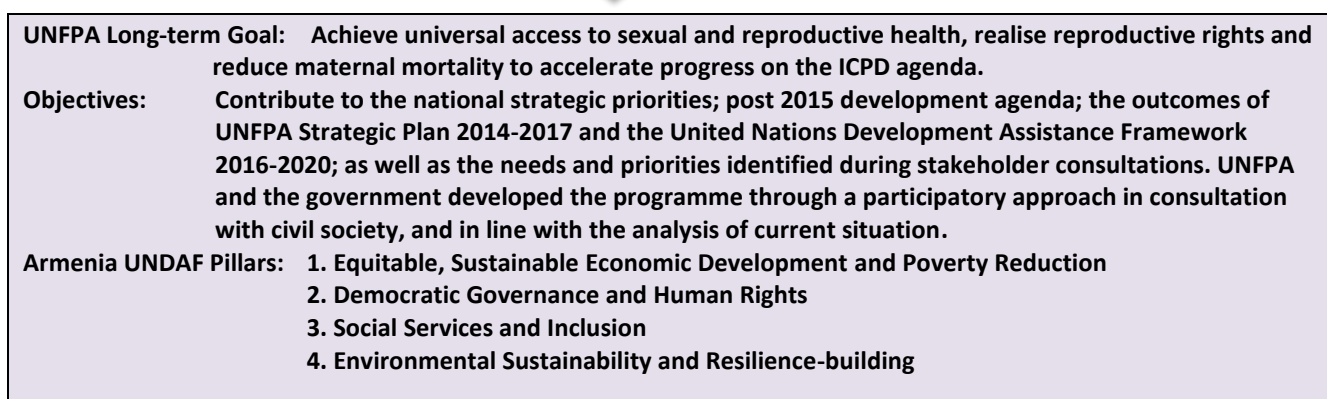 UNFPA Long-term Goal: Achieve universal access to sexual and reproductive health, realise reproductive rights and
reduce maternal mortality to accelerate progress on the ICPD agenda.
Objectives: Contribute to the national strategic priorities; post 2015 development agenda; the outcomes of
UNFPA Strategic Plan 2014-2017 and the United Nations Development Assistance Framework
2016-2020; as well as the needs and priorities identified during stakeholder consultations. UNFPA
and the government developed the programme through a participatory approach in consultation
with civil society, and in line with the analysis of current situation.
Armenia UNDAF Pillars: 1. Equitable, Sustainable Economic Development and Poverty Reduction
2. Democratic Governance and Human Rights
3. Social Services and Inclusion
4. Environmental Sustainability and Resilience-building